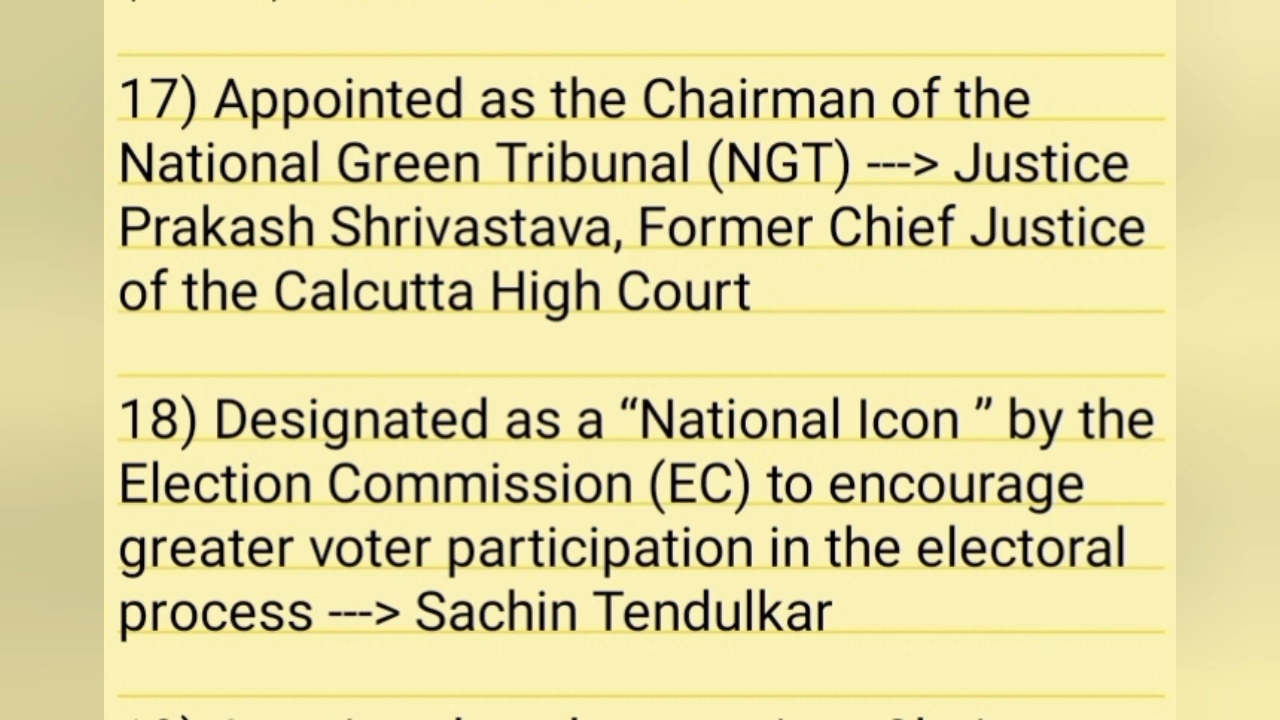 17) Appointed as the Chairman of the
National Green Tribunal (NGT) ---> Justice
Prakash Shrivastava, Former Chief Justice
of the Calcutta High Court
18) Designated as a “National Icon ” by the
Election Commission (EC) to encourage
greater voter participation in the electoral
process ---> Sachin Tendulkar